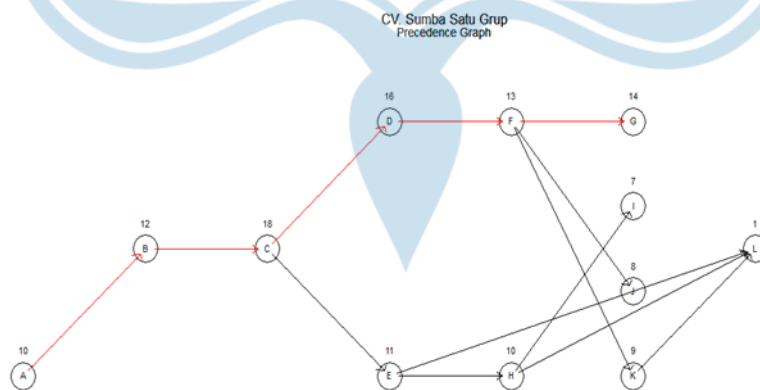 CV. Sumba Satu Grup
Precedence Graph
16
13
14
D
F
G
7
I
12
18
1
B
C
L
8
J
10
11
10
9
A
E
H
K